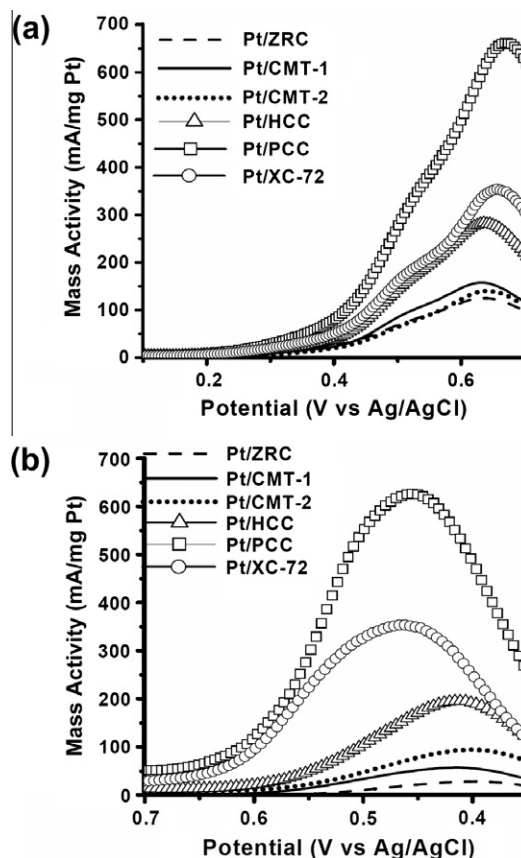 (a)
Mass Activity (mA/mg Pt)
700
600
500
400
300
200
100
0
Pt/ZRC
Pt/CMT-1
Pt/CMT-2
Pt/HCC
Pt/PCC
Pt/XC-72
0.2
0.4
0.6
Potential (V vs Ag/AgCl)
(b)
Mass Activity (mA/mg Pt)
700
600
500
400
300
200
100
0
Pt/ZRC
Pt/CMT-1
Pt/CMT-2
Pt/HCC
Pt/PCC
Pt/XC-72
0.7
0.6
0.5
0.4
Potential (V vs Ag/AgCl)